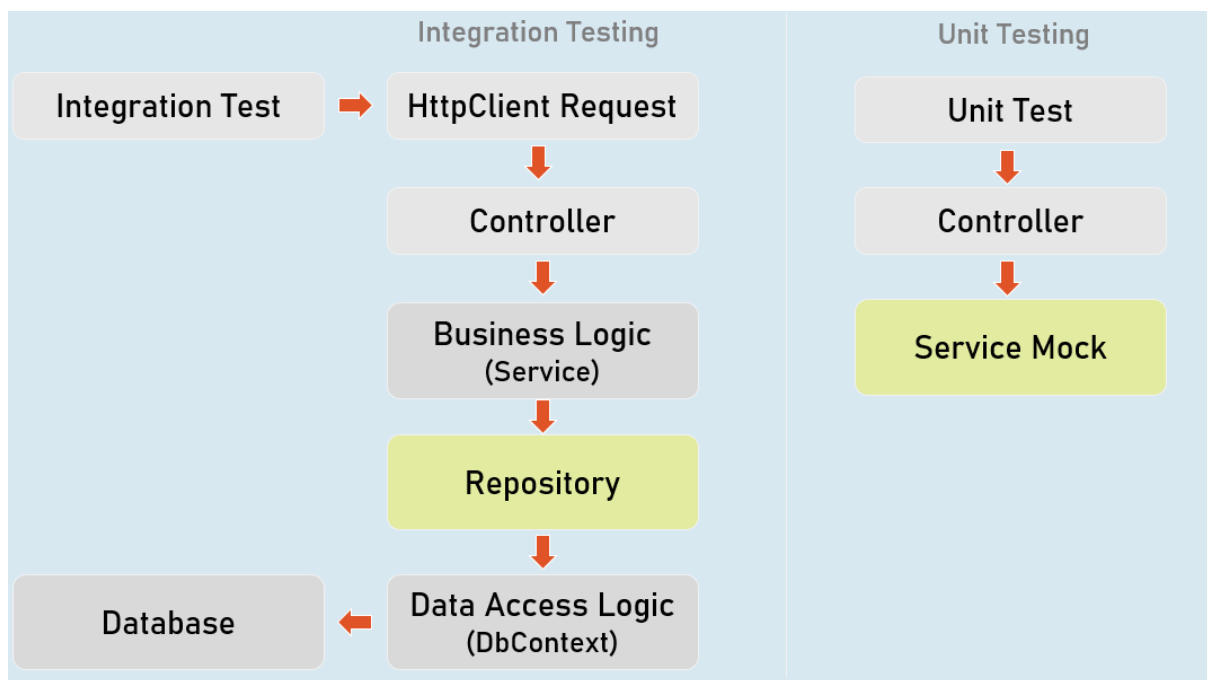 Integration Testing
Integration Test
HttpClient Request
Controller
Business Logic
(Service)
Repository
Data Access Logic
(DbContext)
Database
Unit Testing
Unit Test
Controller
Service Mock